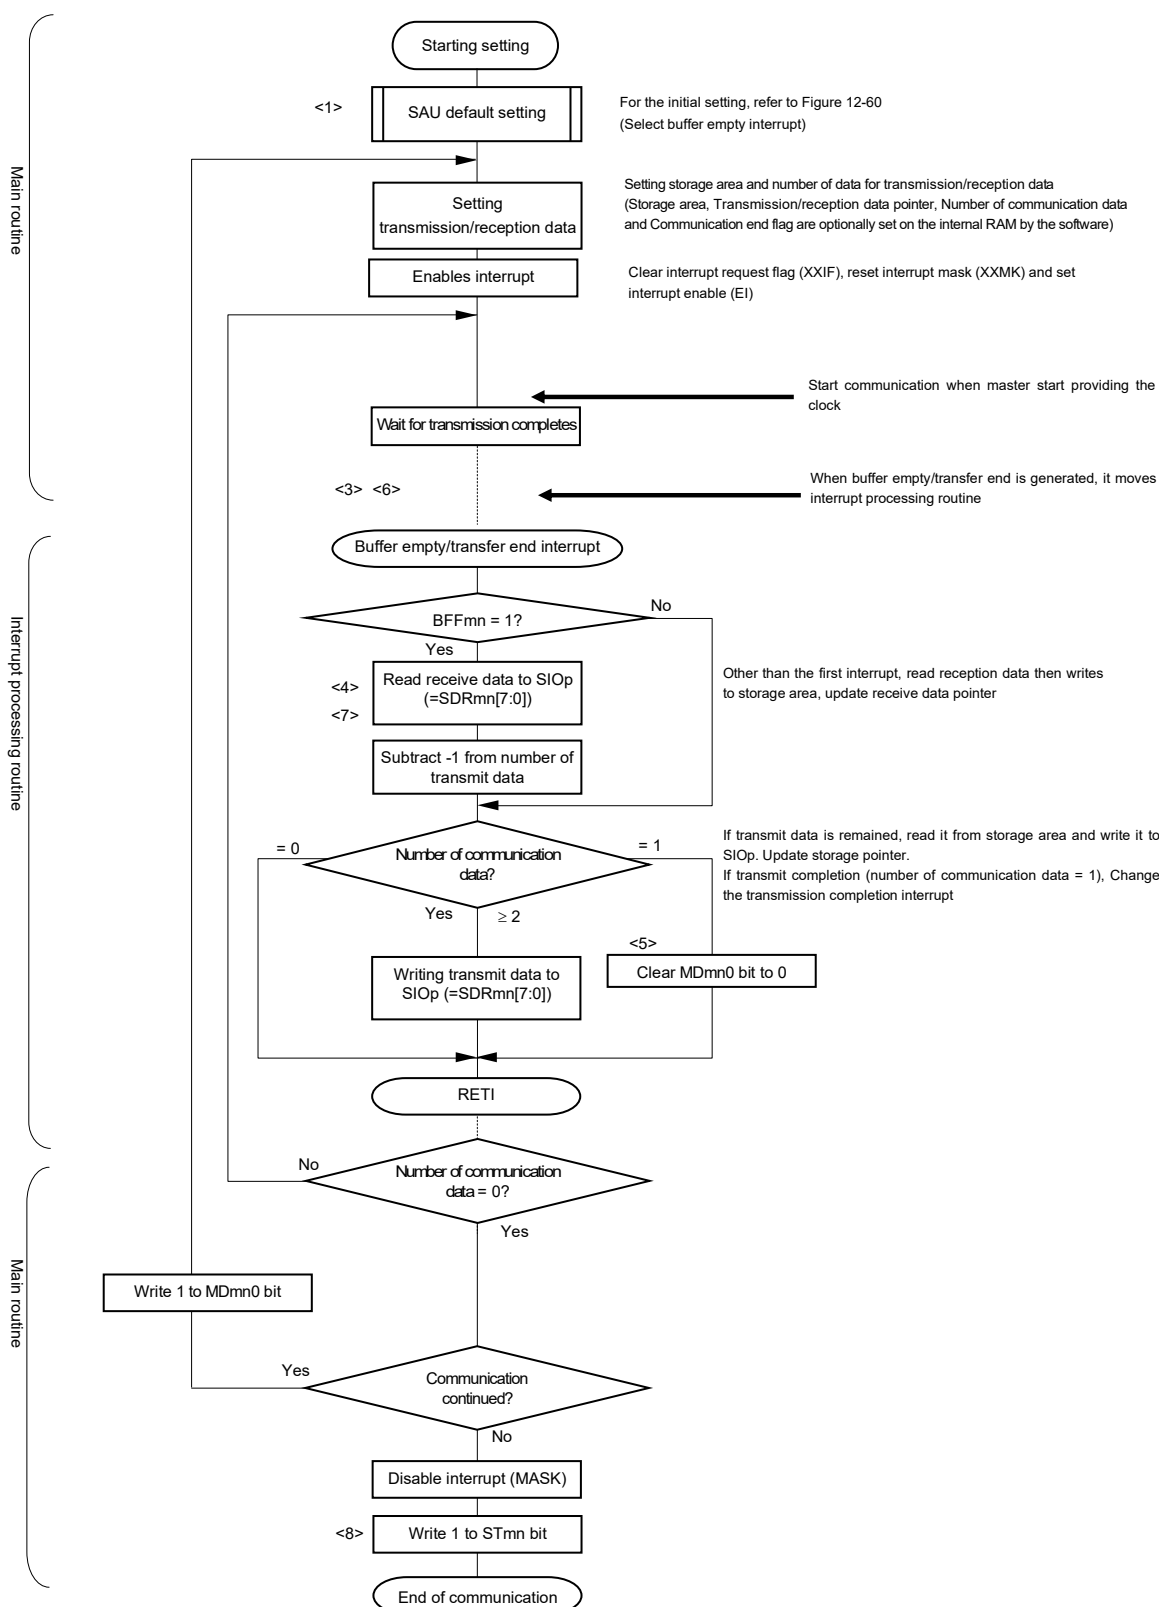 Starting setting
<1>
SAU default setting
For the initial setting, refer to Figure 12-60
(Select buffer empty interrupt)
Main routine
Setting
transmission/reception data
Setting storage area and number of data for transmission/reception data
(Storage area, Transmission/reception data pointer, Number of communication data
and Communication end flag are optionally set on the internal RAM by the software)
Enables interrupt
Clear interrupt request flag (XXIF), reset interrupt mask (XXMK) and set
interrupt enable (EI)
Start communication when master start providing the
clock
Wait for transmission completes
<3> <6>
When buffer empty/transfer end is generated, it moves
interrupt processing routine
Buffer empty/transfer end interrupt
Interrupt processing routine
BFFmn = 1?
No
Yes
<4>
<7>
Read receive data to SIOp
(=SDRmn[7:0])
Other than the first interrupt, read reception data then writes
to storage area, update receive data pointer
Subtract -1 from number of
transmit data
= 0
Number of communication
data?
= 1
If transmit data is remained, read it from storage area and write it to
SIOp. Update storage pointer.
If transmit completion (number of communication data = 1), Change
the transmission completion interrupt
Yes
≥ 2
<5>
Writing transmit data to
SIOp (=SDRmn[7:0])
Clear MDmn0 bit to 0
RETI
No
Number of communication
data = 0?
Yes
Main routine
Write 1 to MDmn0 bit
Yes
Communication
continued?
No
Disable interrupt (MASK)
<8>
Write 1 to STmn bit
End of communication